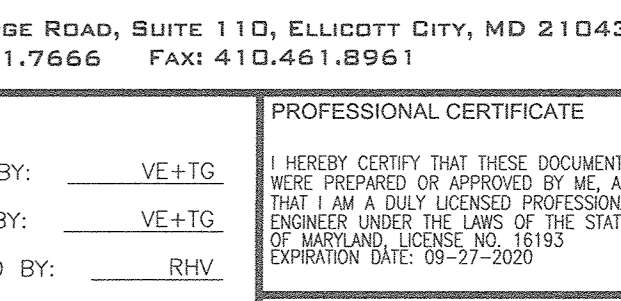 GE ROAD, SUITE 110, ELLICOTT CITY, MD 21043
1.7666 FAX: 410.461.8961
PROFESSIONAL CERTIFICATE
I HEREBY CERTIFY THAT THESE DOCUMENT
WERE PREPARED OR APPROVED BY ME, A
THAT I AM A DULY LICENSED PROFESSION
ENGINEER UNDER THE LAWS OF THE STAT
OF MARYLAND, LICENSE NO. 16193
EXPIRATION DATE: 09-27-2020
BY: VE+TG
BY: VE+TG
D BY: RHV